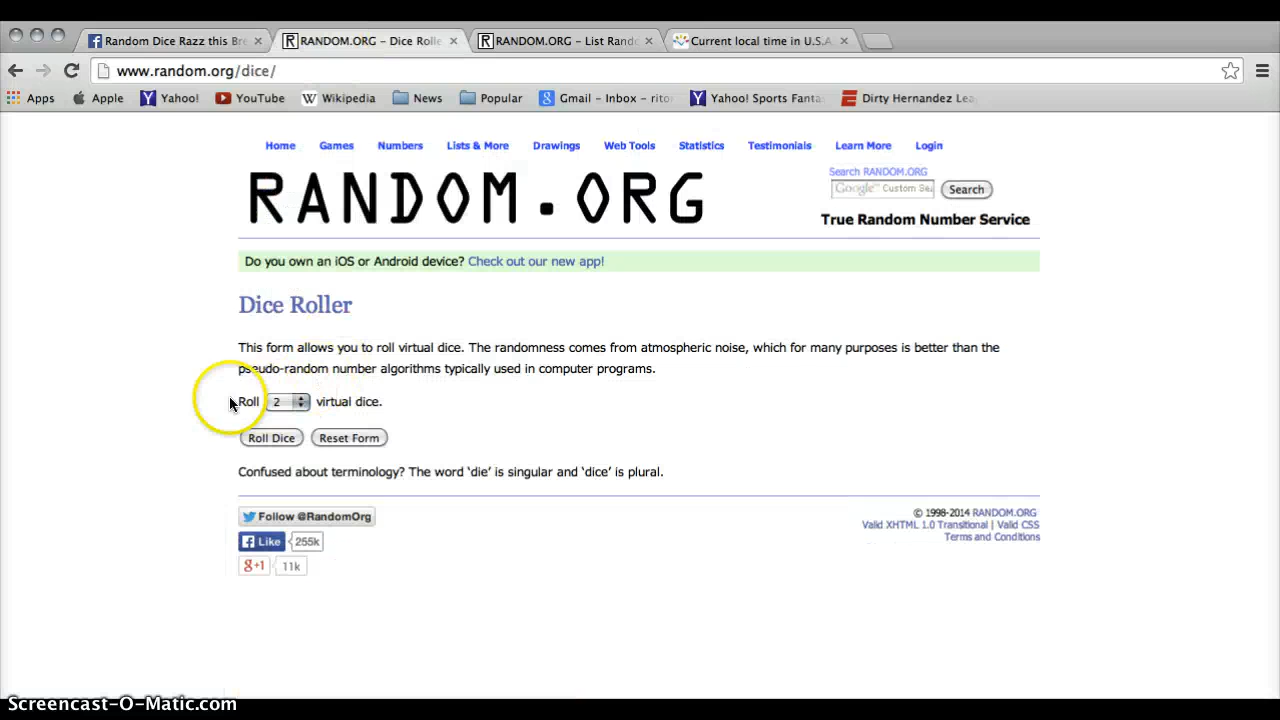 Random Dice Razz this Bre
RANDOM.ORG - Dice Rolle
RANDOM.ORG - List Rando
Current local time in U.S.A.
www.random.org/dice/
Apps Apple Yahoo! YouTube Wikipedia News Popular Gmail - Inbox - rito Yahoo! Sports Fanta Dirty Hernandez Lea
Home Games Numbers Lists & More Drawings Web Tools Statistics Testimonials Learn More Login
RANDOM.ORG
Search RANDOM.ORG
Google™ Custom Sea Search
True Random Number Service
Do you own an iOS or Android device? Check out our new app!
Dice Roller
This form allows you to roll virtual dice. The randomness comes from atmospheric noise, which for many purposes is better than the
pseudo-random number algorithms typically used in computer programs.
Roll 2 virtual dice.
Roll Dice Reset Form
Confused about terminology? The word ‘die’ is singular and ‘dice’ is plural.
Follow @RandomOrg
Like 255k
g+1 11k
© 1998-2014 RANDOM.ORG
Valid XHTML 1.0 Transitional | Valid CSS
Terms and Conditions
Screencast-O-Matic.com